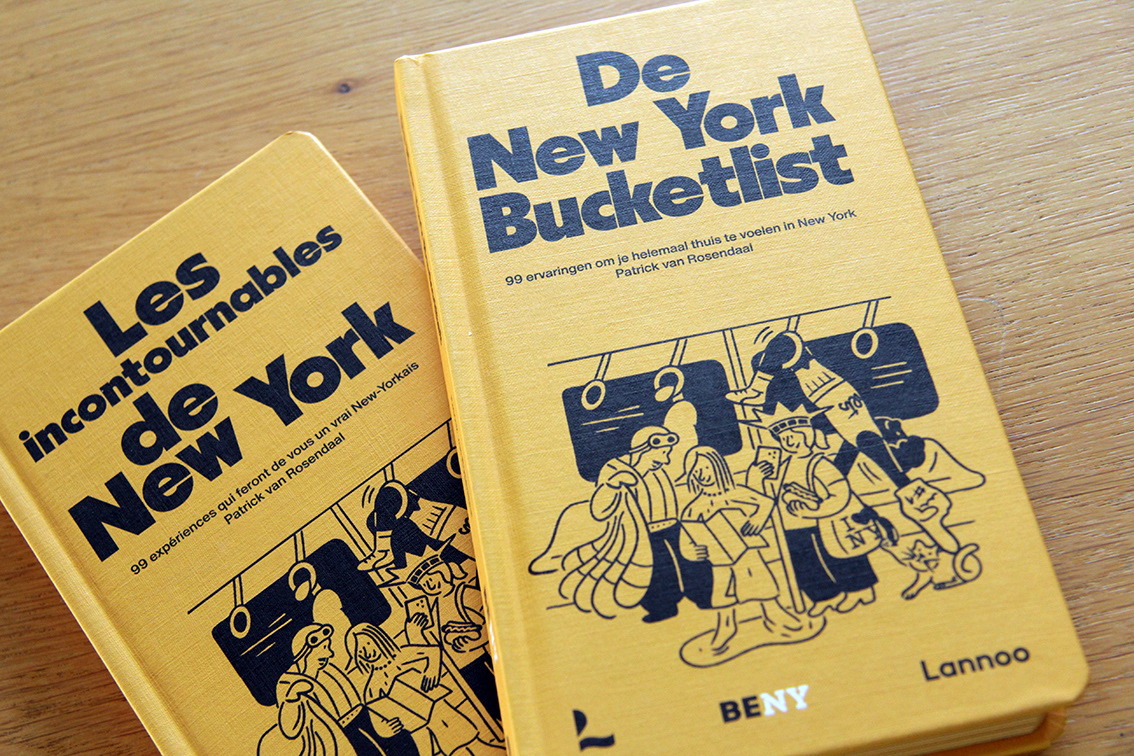 Les
incontournables
de
New York
99 expériences qui feront de vous un vrai New-Yorkais
Patrick van Rosendaal
De
New York
Bucketlist
99 ervaringen om je helemaal thuis te voelen in New York
Patrick van Rosendaal
I
N
BENY
Lannoo